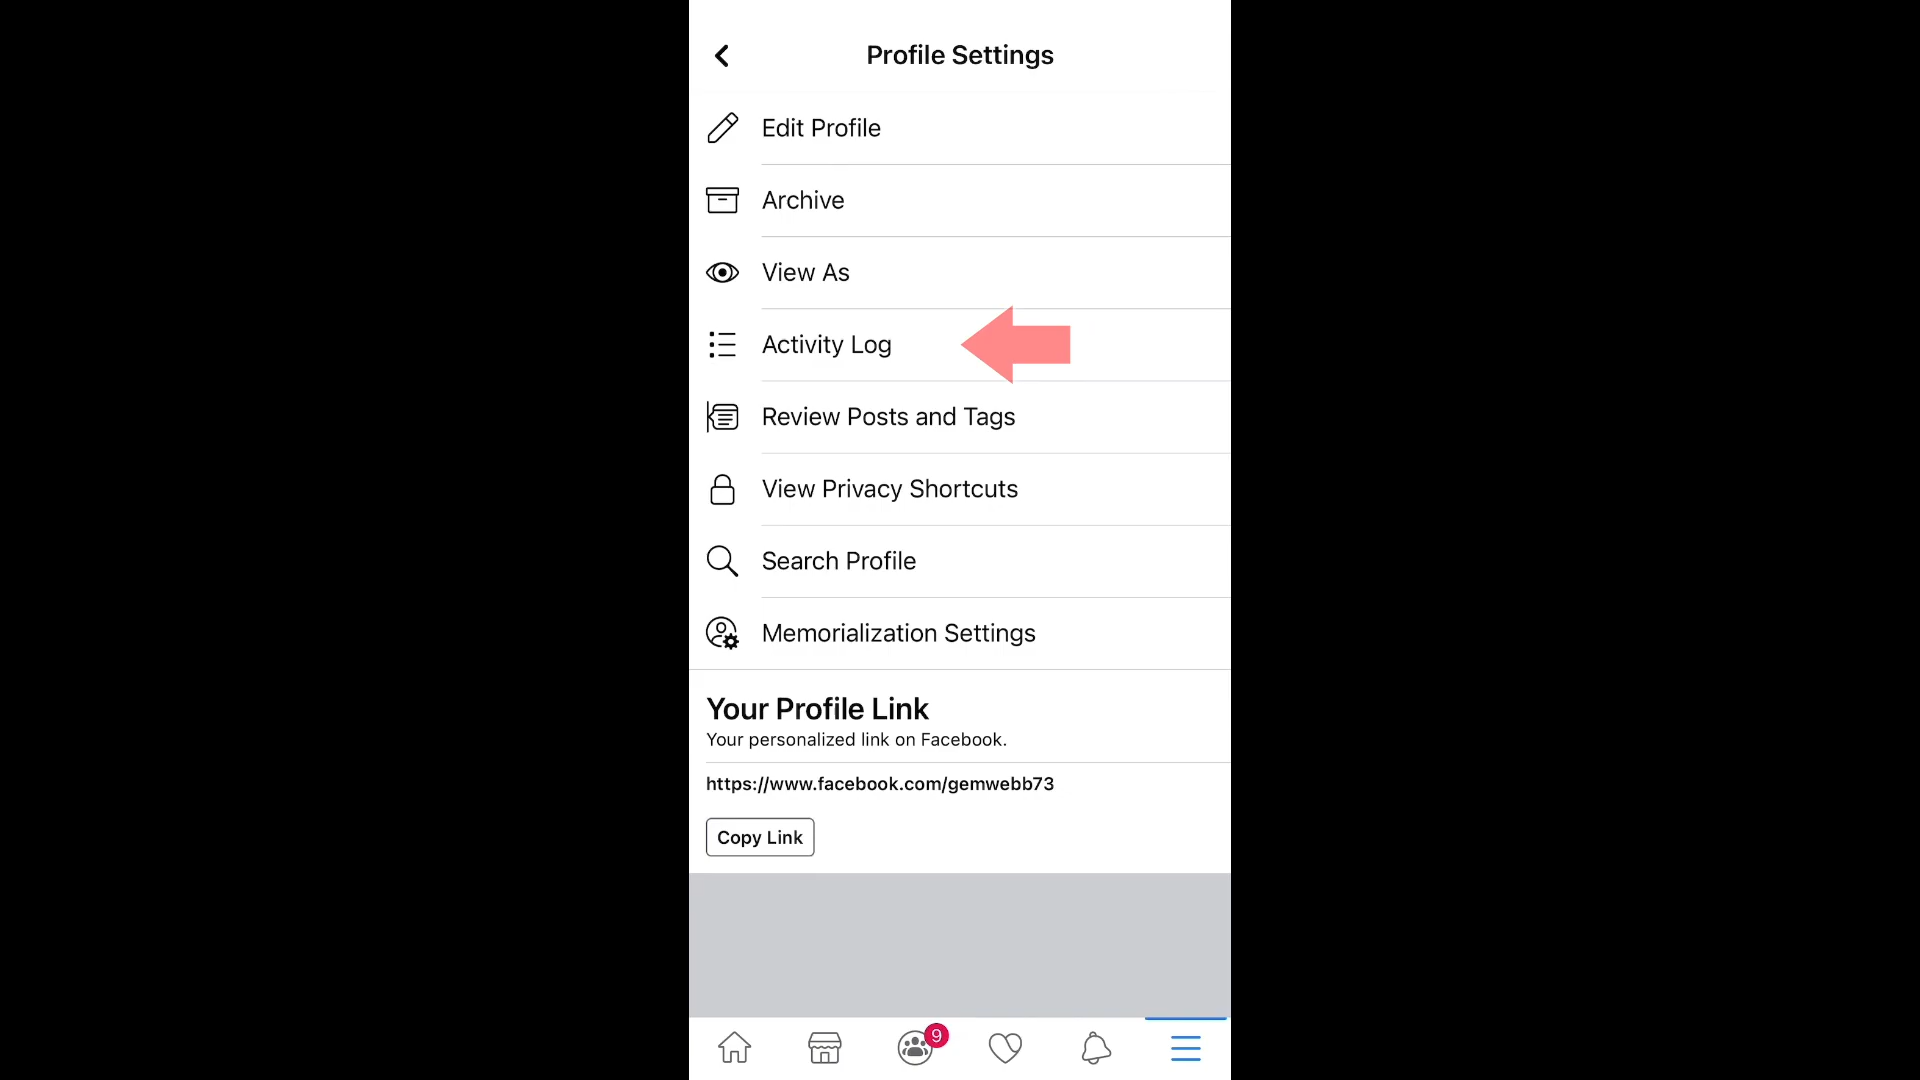 Profile Settings
Edit Profile
Archive
View As
Activity Log
Review Posts and Tags
View Privacy Shortcuts
Search Profile
Memorialization Settings
Your Profile Link
Your personalized link on Facebook.
https://www.facebook.com/gemwebb73
Copy Link
9